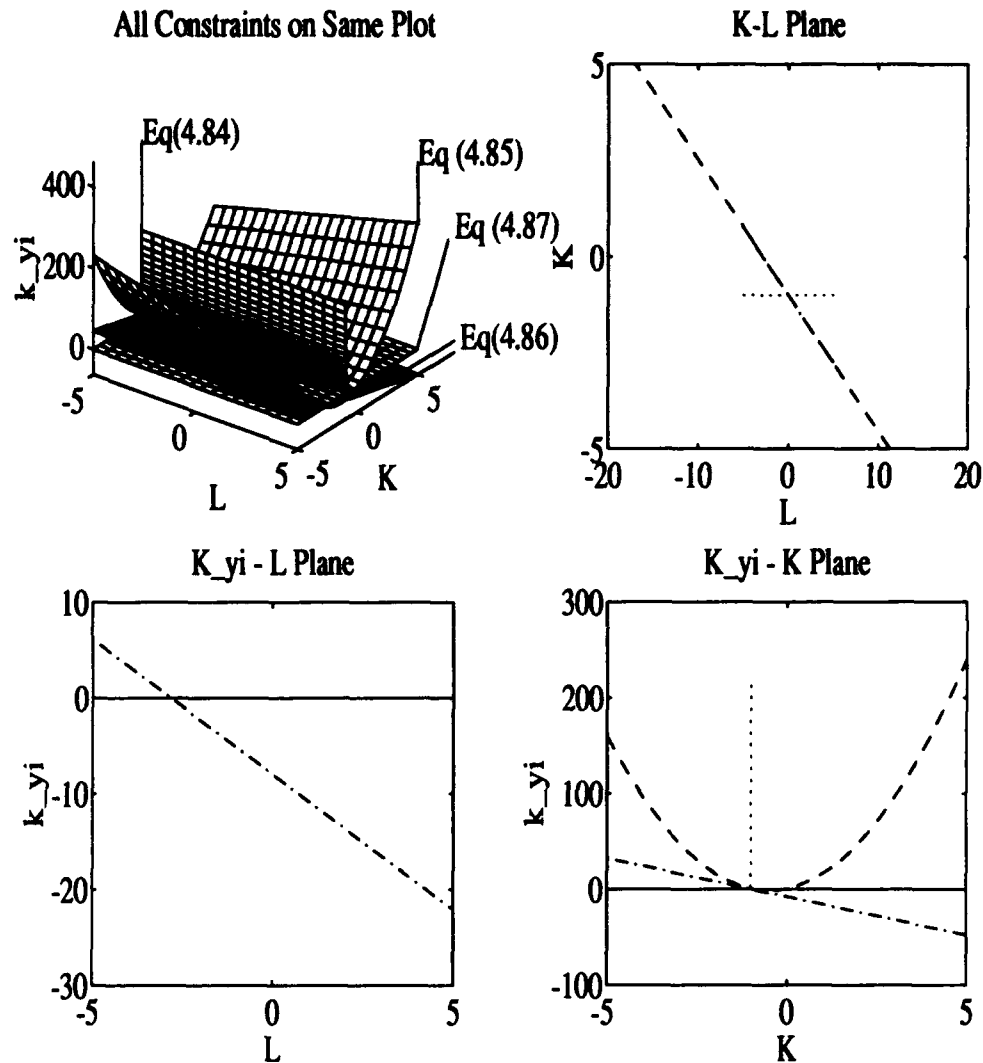 All Constraints on Same Plot
Eq(4.84)
Eq (4.85)
Eq (4.87)
Eq(4.86)
400
200
0
k_yi
-5
0
5
L
-5
0
5
K
K-L Plane
5
0
-5
K
-20
-10
0
10
20
L
K_yi - L Plane
10
0
-10
-20
-30
k_yi
-5
0
5
L
K_yi - K Plane
300
200
100
0
-100
k_yi
-5
0
5
K